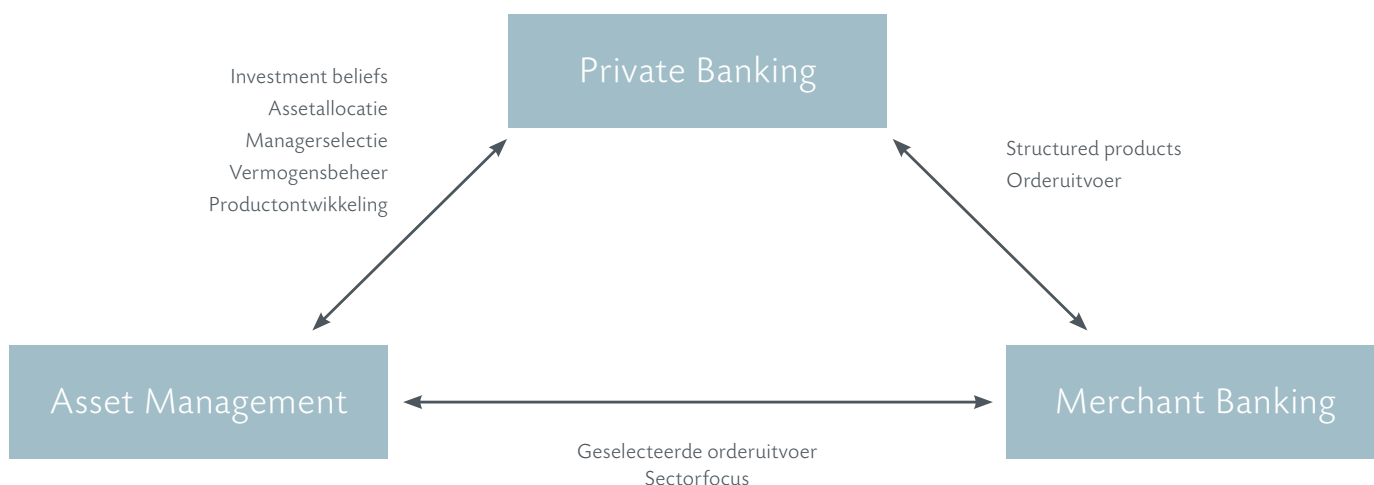 Private Banking
Investment beliefs
Assetallocatie
Managerselectie
Vermogensbeheer
Productontwikkeling
Structured products
Orderuitvoer
Asset Management
Merchant Banking
Geselecteerde orderuitvoer
Sectorfocus